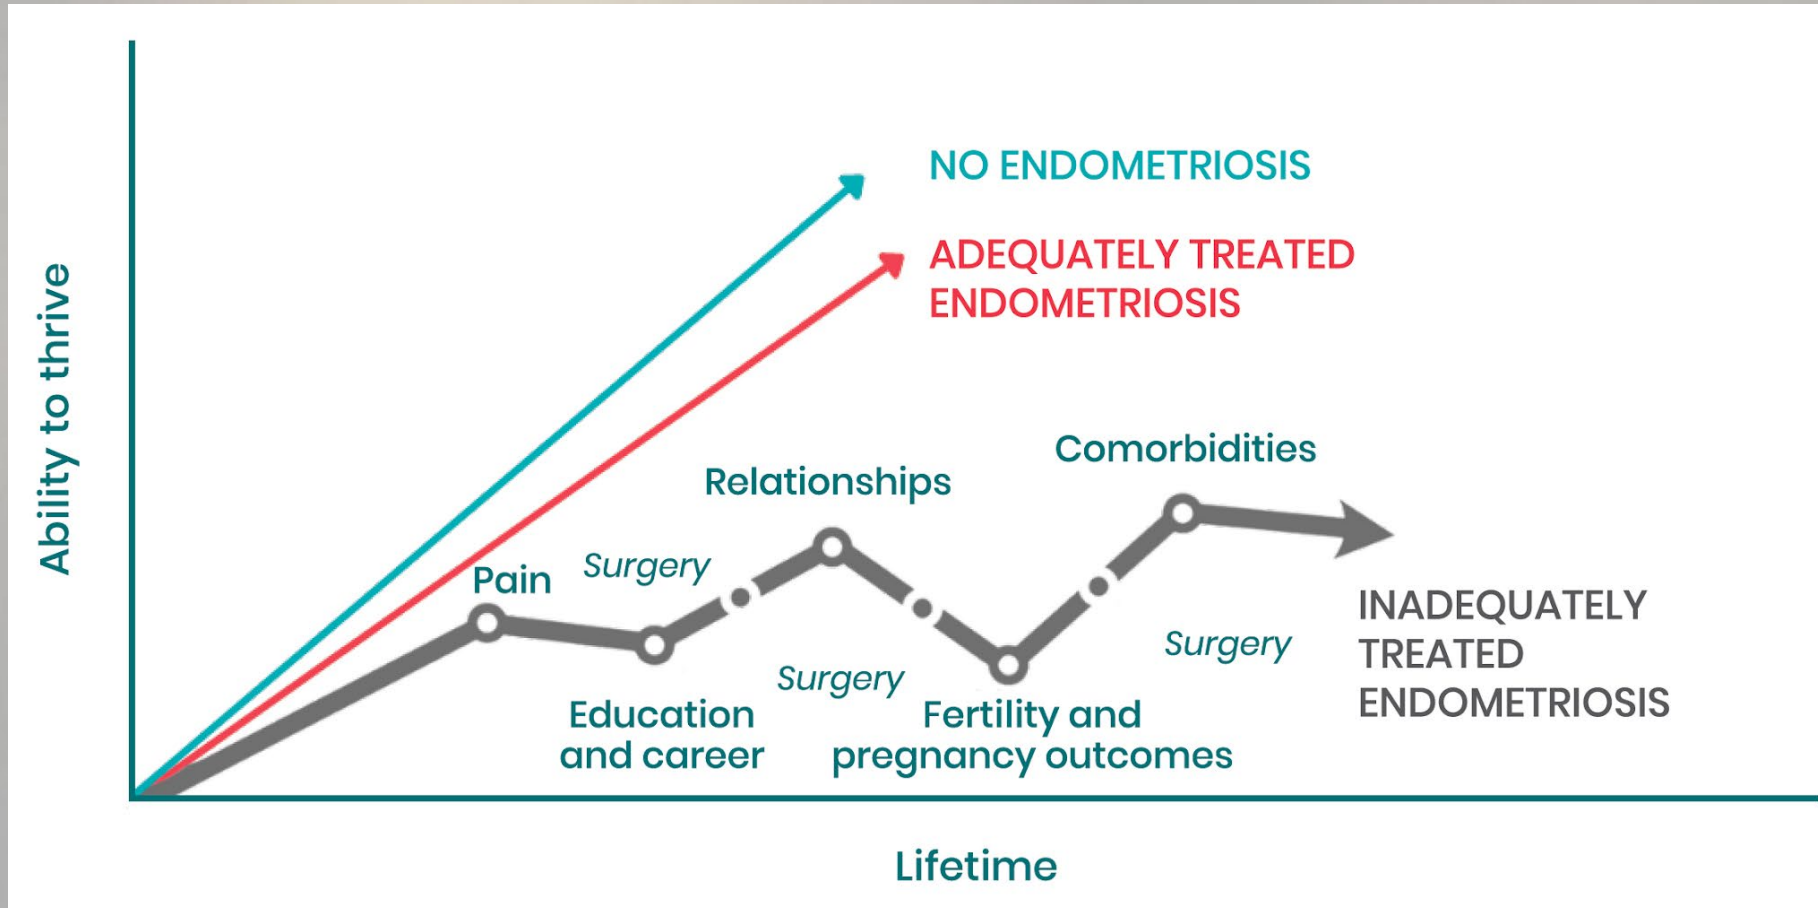 NO ENDOMETRIOSIS
ADEQUATELY TREATED
ENDOMETRIOSIS
Ability to thrive
Comorbidities
Relationships
Surgery
Pain
INADEQUATELY
TREATED
ENDOMETRIOSIS
Surgery
Surgery
Education
and career
Fertility and
pregnancy outcomes
Lifetime